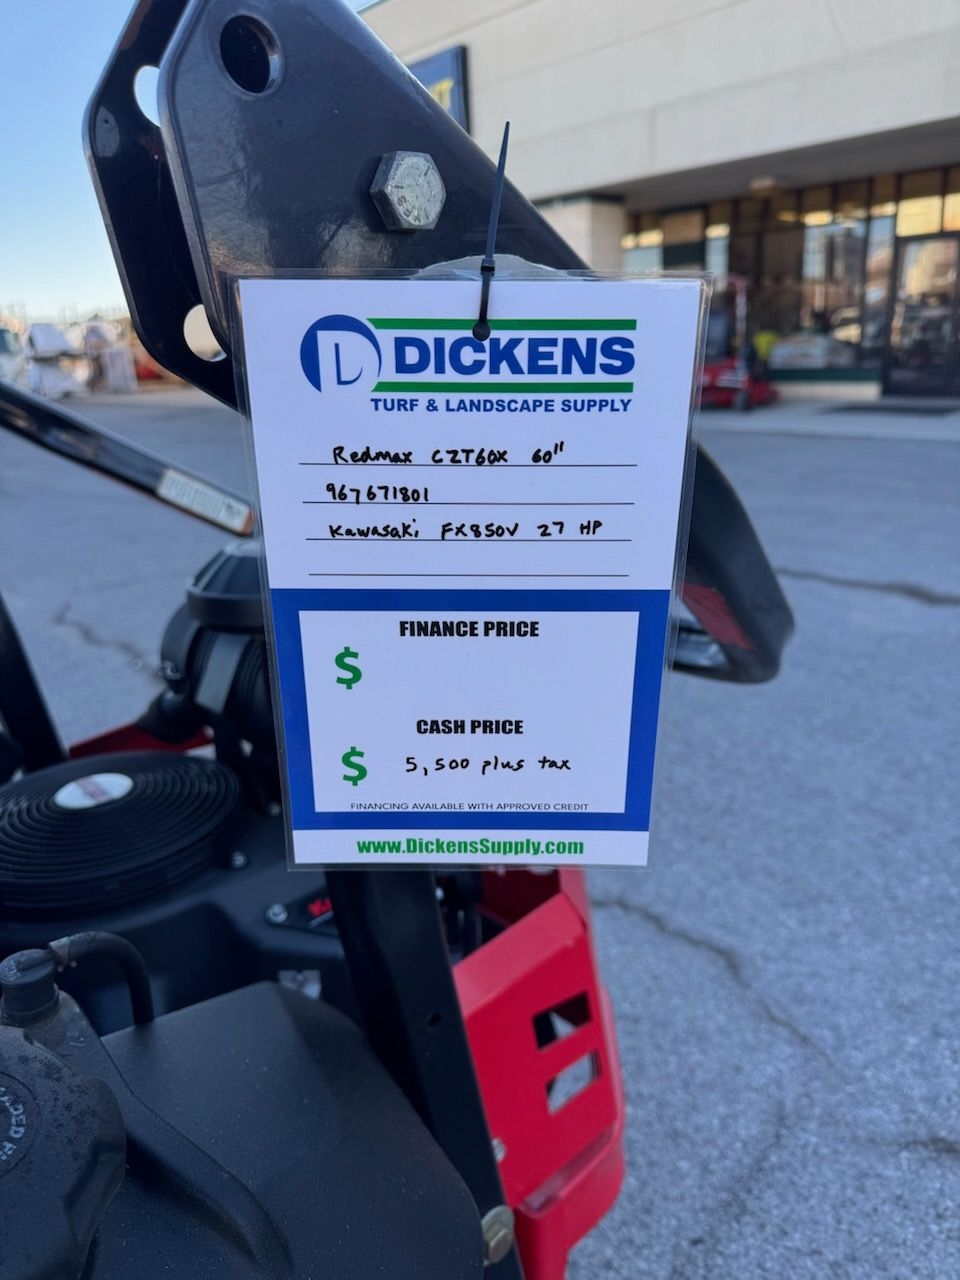 DICKENS
TURF & LANDSCAPE SUPPLY
Redmax CZT60X 60"
967671801
Kawasaki FX850V 27 HP
FINANCE PRICE
$
CASH PRICE
$ 5,500 plus tax
FINANCING AVAILABLE WITH APPROVED CREDIT
www.DickensSupply.com